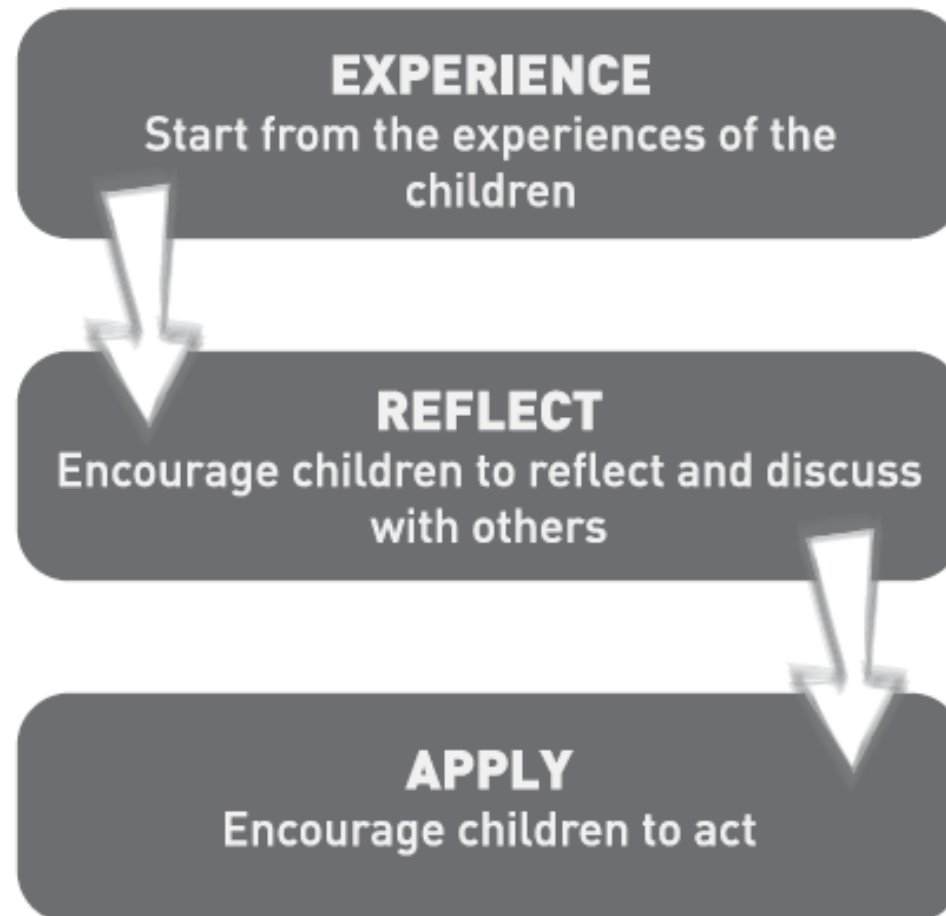 EXPERIENCE
Start from the experiences of the
children
REFLECT
Encourage children to reflect and discuss
with others
APPLY
Encourage children to act